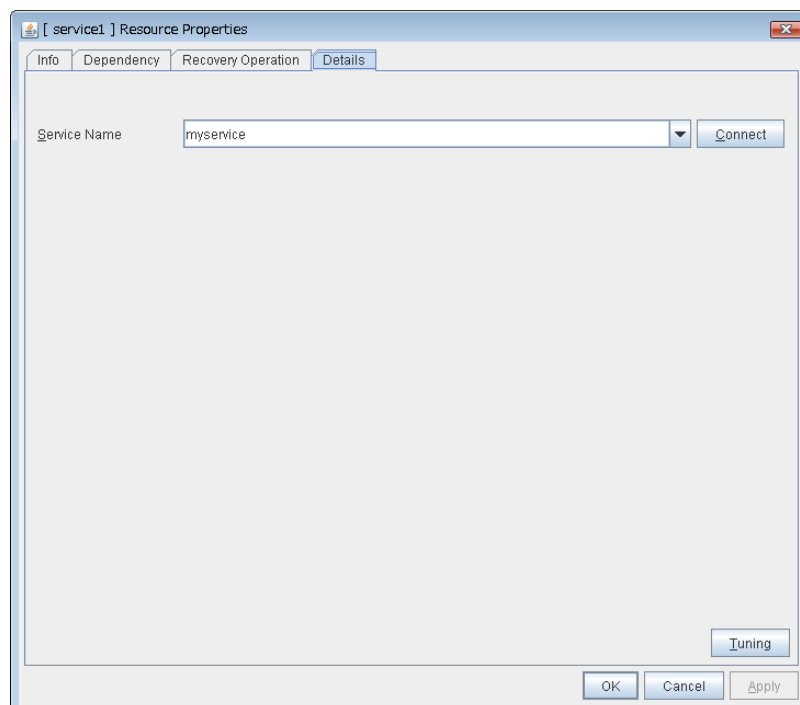 [ service1 ] Resource Properties
Info Dependency Recovery Operation Details
Service Name myservice Connect
Tuning
OK Cancel Apply